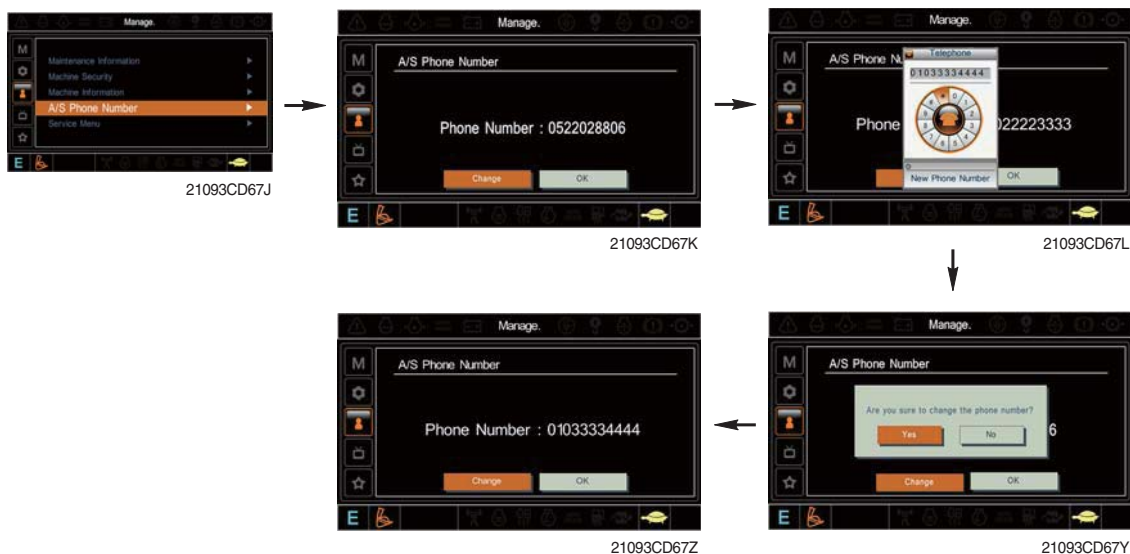 Manage.
M
Maintenance Information
Machine Security
Machine Information
A/S Phone Number
Service Menu
E
21093CD67J
Manage.
M
A/S Phone Number
Phone Number : 0522028806
Change
OK
E
21093CD67K
Manage.
M
A/S Phone Nu
Telephone
01033334444
Phone
022223333
New Phone Number
OK
E
21093CD67L
Manage.
M
A/S Phone Number
Phone Number : 01033334444
Change
OK
E
21093CD67Z
Manage.
M
A/S Phone Number
Are you sure to change the phone number?
Yes
No
6
Change
OK
E
21093CD67Y